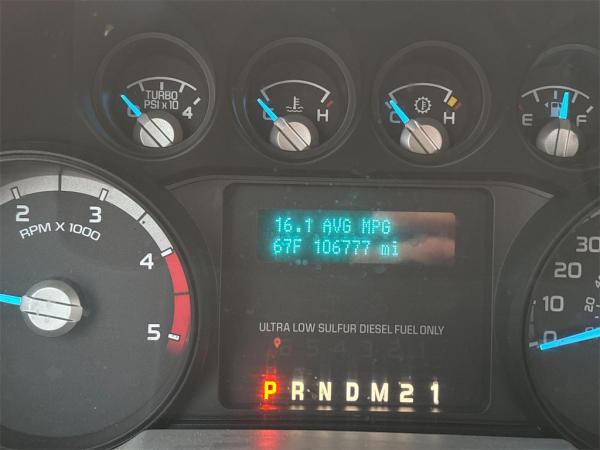 TURBO
PSI x 10
0 4
C H
C H
E F
2 3 4 5
RPM X 1000
16.1 AVG MPG
67F 106777 mi
30
20
10
0
ULTRA LOW SULFUR DIESEL FUEL ONLY
P R N D M 2 1